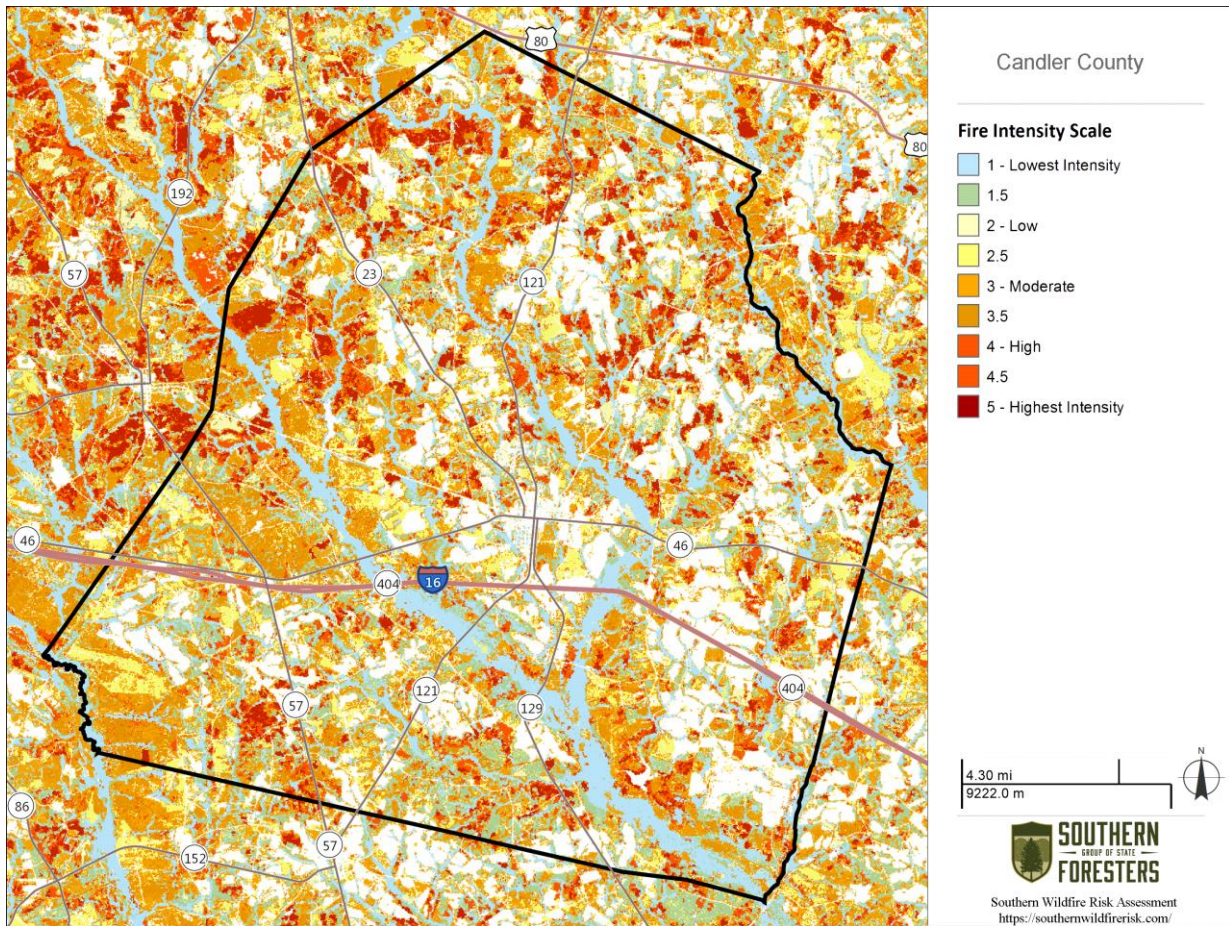 Candler County
Fire Intensity Scale
1 - Lowest Intensity
1.5
2 - Low
2.5
3 - Moderate
3.5
4 - High
4.5
5 - Highest Intensity
80
80
192
57
23
121
46
46
404
16
57
121
129
404
86
152
57
4.30 mi
9222.0 m
N
SOUTHERN
GROUP OF STATE
FORESTERS
Southern Wildfire Risk Assessment
https://southernwildfirerisk.com/